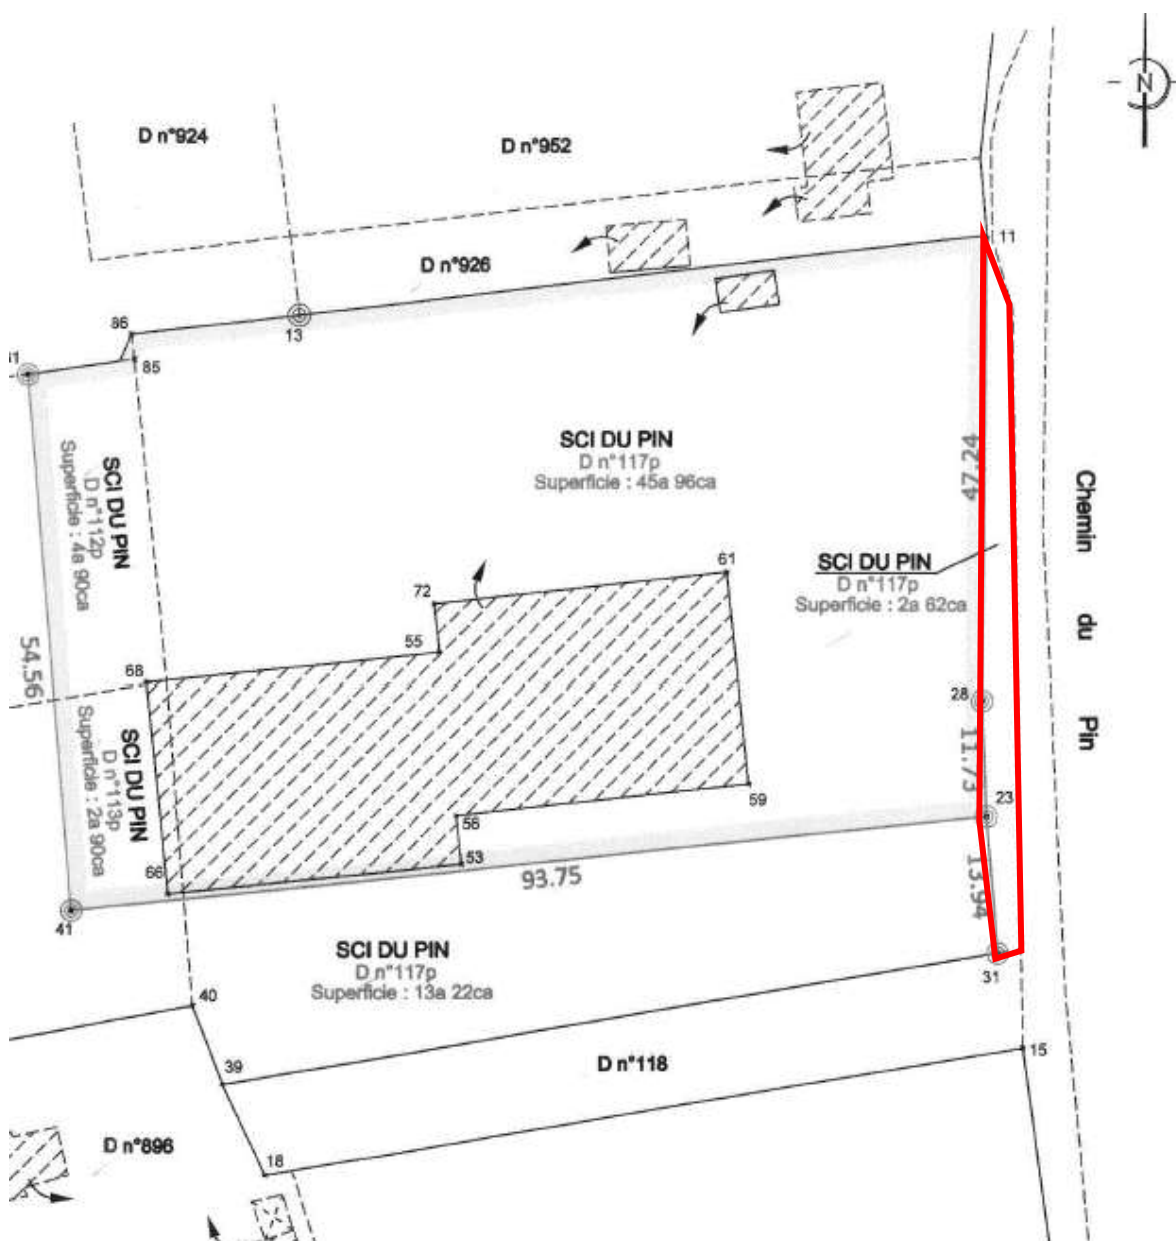 N
D n°924
D n°952
11
D n°926
13
86
85
SCI DU PIN
D n°117p
Superficie : 45a 96ca
47.24
Chemin du Pin
SCI DU PIN
D n°112p
Superficie : 4a 90ca
SCI DU PIN
D n°117p
Superficie : 2a 62ca
61
72
55
54.56
68
28
11.73
SCI DU PIN
D n°113p
Superficie : 2a 90ca
23
59
56
53
66
93.75
13.94
41
SCI DU PIN
D n°117p
Superficie : 13a 22ca
31
40
15
39
D n°118
D n°896
18